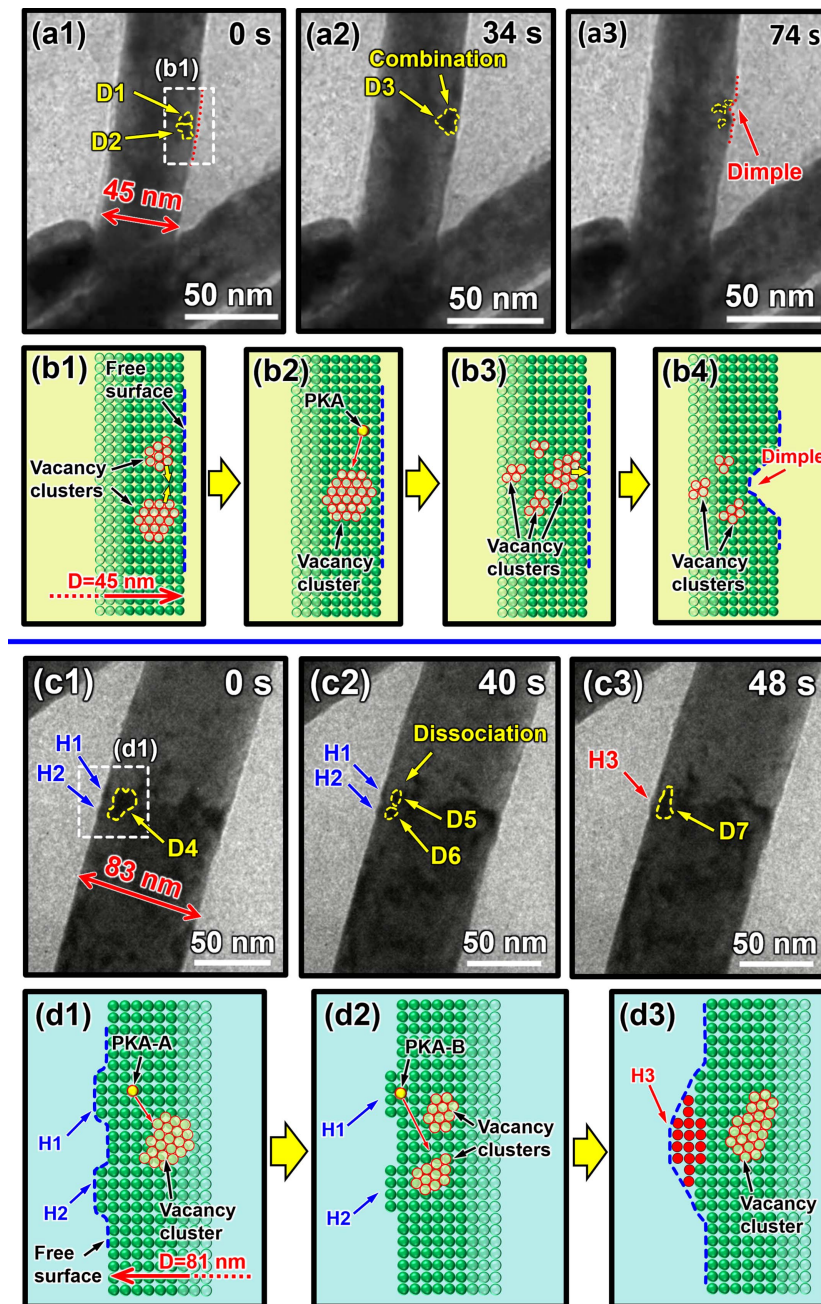 (a1)
0 s
(b1)
D1
D2
45 nm
50 nm
(a2)
34 s
Combination
D3
50 nm
(a3)
74 s
Dimple
50 nm
(b1)
Free
surface
Vacancy
clusters
D=45 nm
(b2)
PKA
Vacancy
cluster
(b3)
Vacancy
clusters
(b4)
Dimple
Vacancy
clusters
(c1)
0 s
H1
(d1)
H2
D4
83 nm
50 nm
(c2)
40 s
Dissociation
H1
H2
D5
D6
50 nm
(c3)
48 s
H3
D7
50 nm
(d1)
PKA-A
H1
H2
Vacancy
cluster
Free
surface
D=81 nm
(d2)
PKA-B
H1
Vacancy
clusters
H2
(d3)
H3
Vacancy
cluster